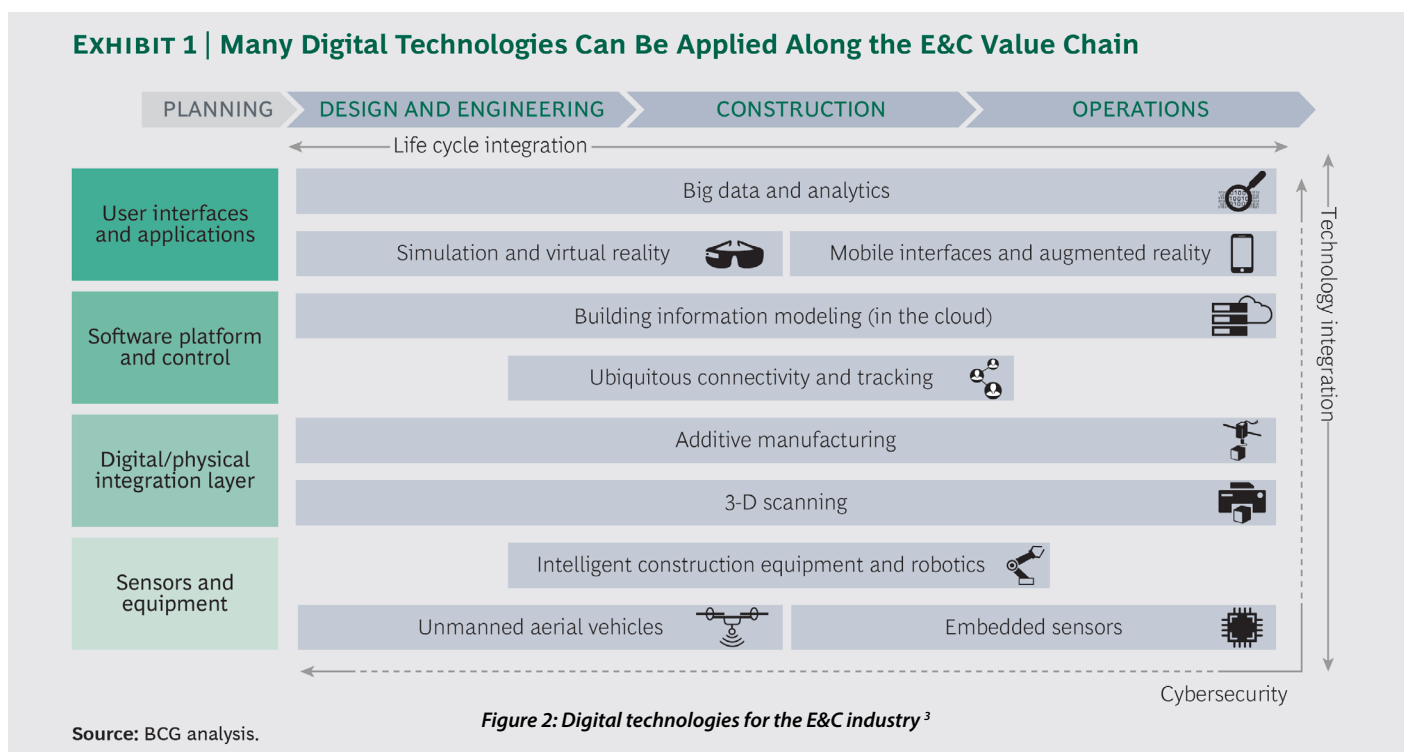 EXHIBIT 1 | Many Digital Technologies Can Be Applied Along the E&C Value Chain
PLANNING
DESIGN AND ENGINEERING
CONSTRUCTION
OPERATIONS
Life cycle integration
User interfaces
and applications
Big data and analytics
Simulation and virtual reality
Mobile interfaces and augmented reality
Software platform
and control
Building information modeling (in the cloud)
Ubiquitous connectivity and tracking
Digital/physical
integration layer
Additive manufacturing
3-D scanning
Sensors and
equipment
Intelligent construction equipment and robotics
Unmanned aerial vehicles
Embedded sensors
Technology integration
Cybersecurity
Figure 2: Digital technologies for the E&C industry 3
Source: BCG analysis.